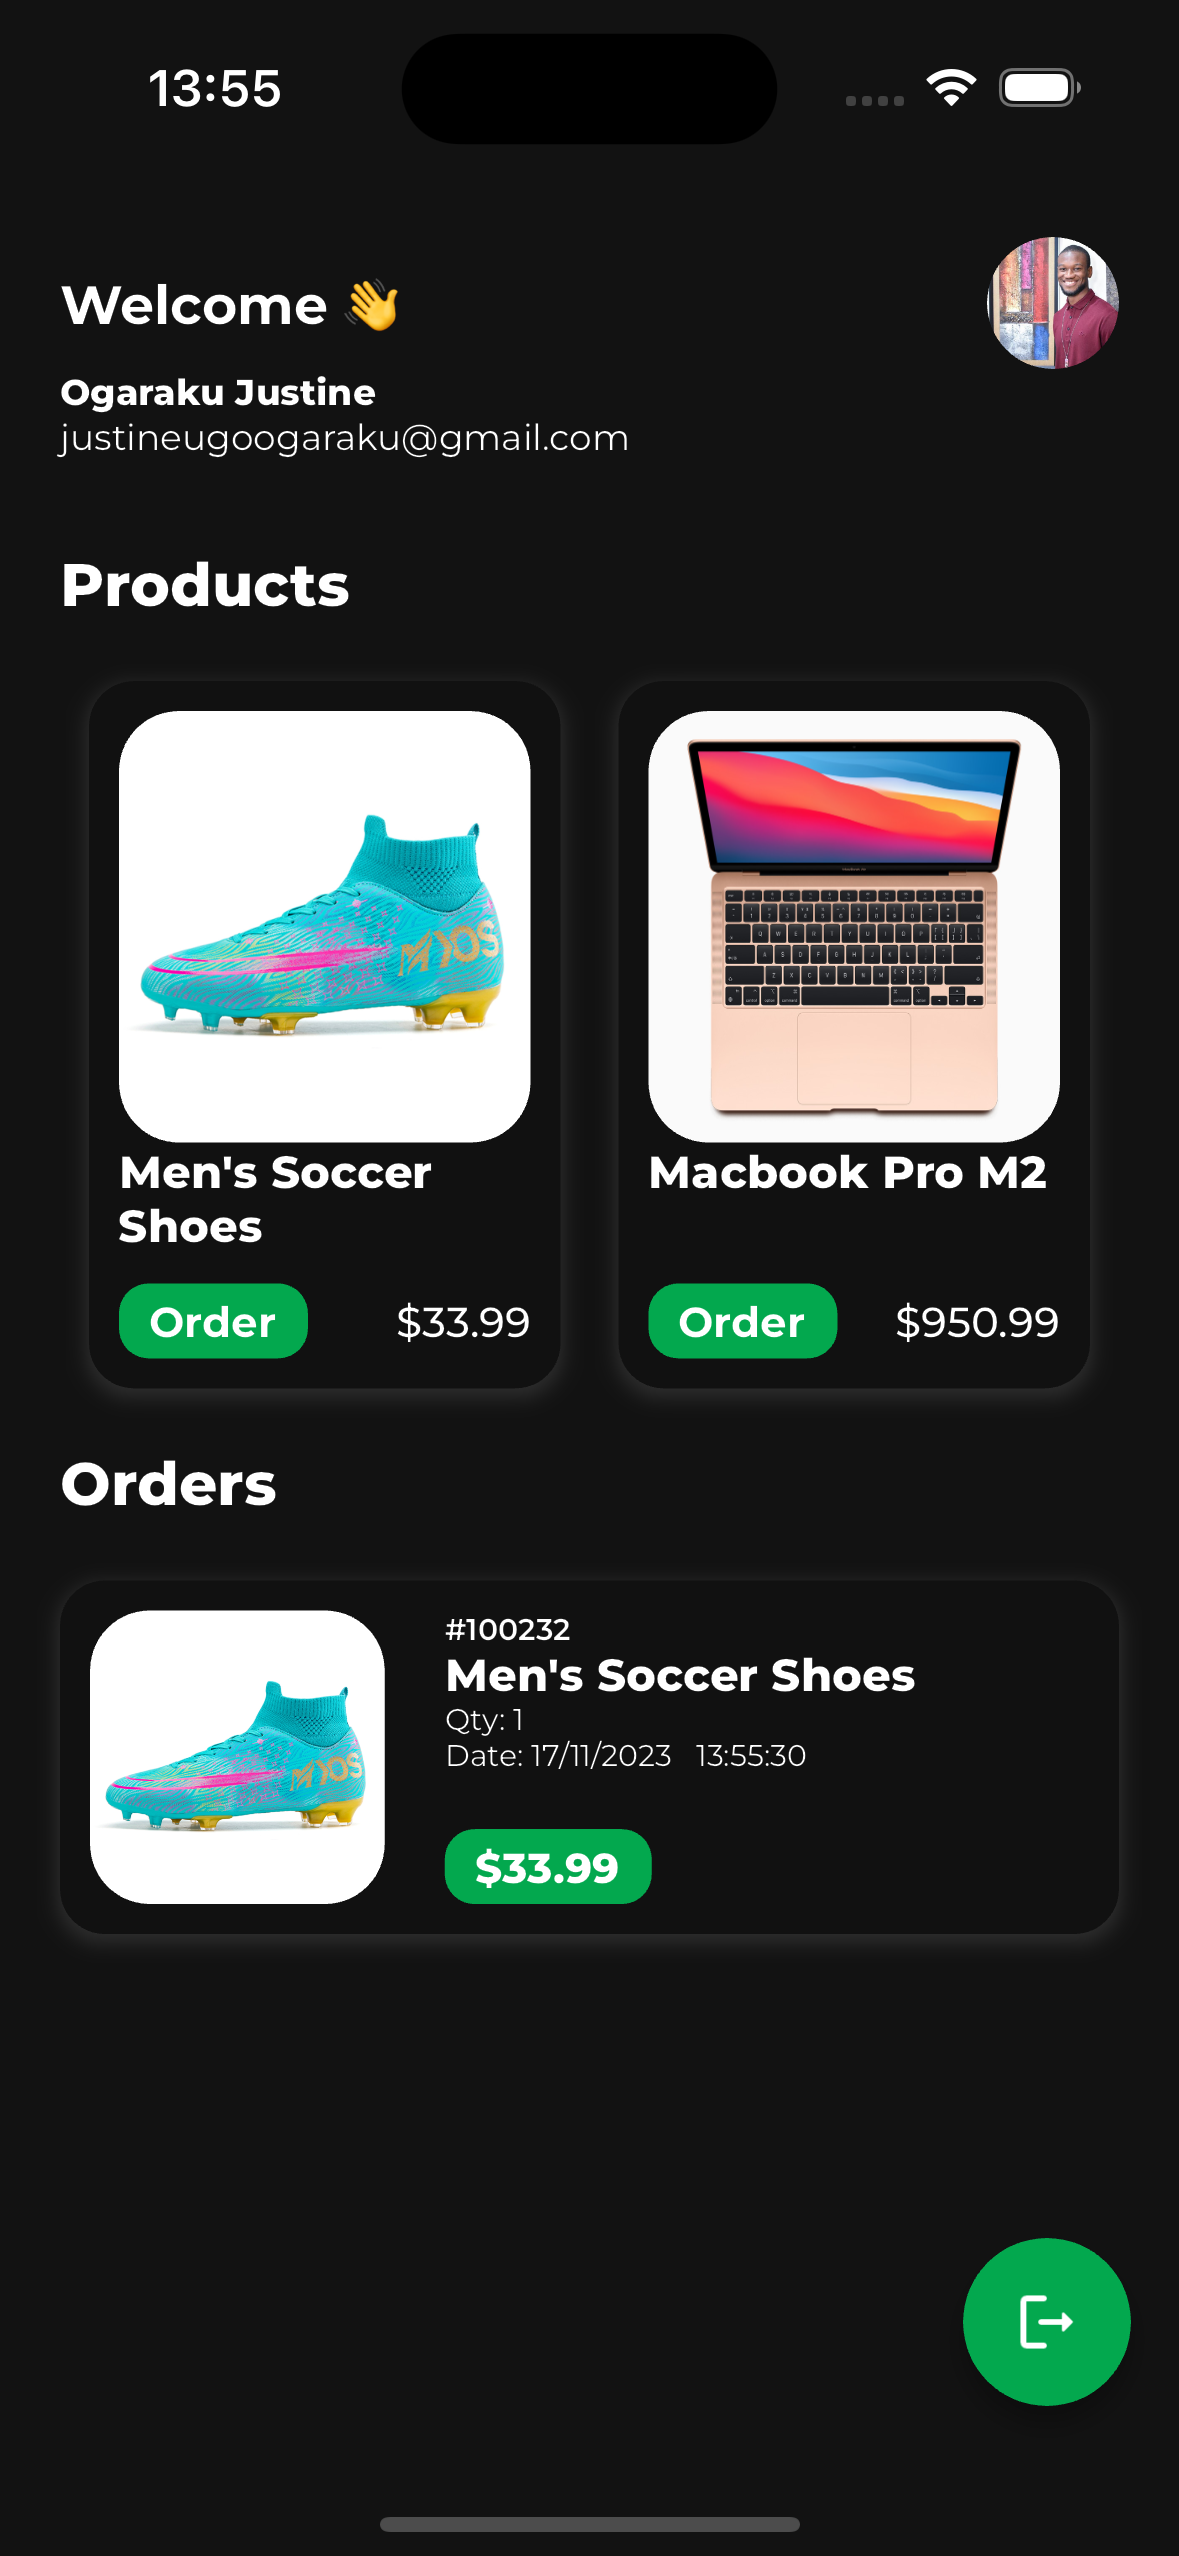 13:55
Welcome 👋
Ogaraku Justine
justineugoogaraku@gmail.com
Products
Men's Soccer
Shoes
Order
$33.99
Macbook Pro M2
Order
$950.99
Orders
#100232
Men's Soccer Shoes
Qty: 1
Date: 17/11/2023 13:55:30
$33.99